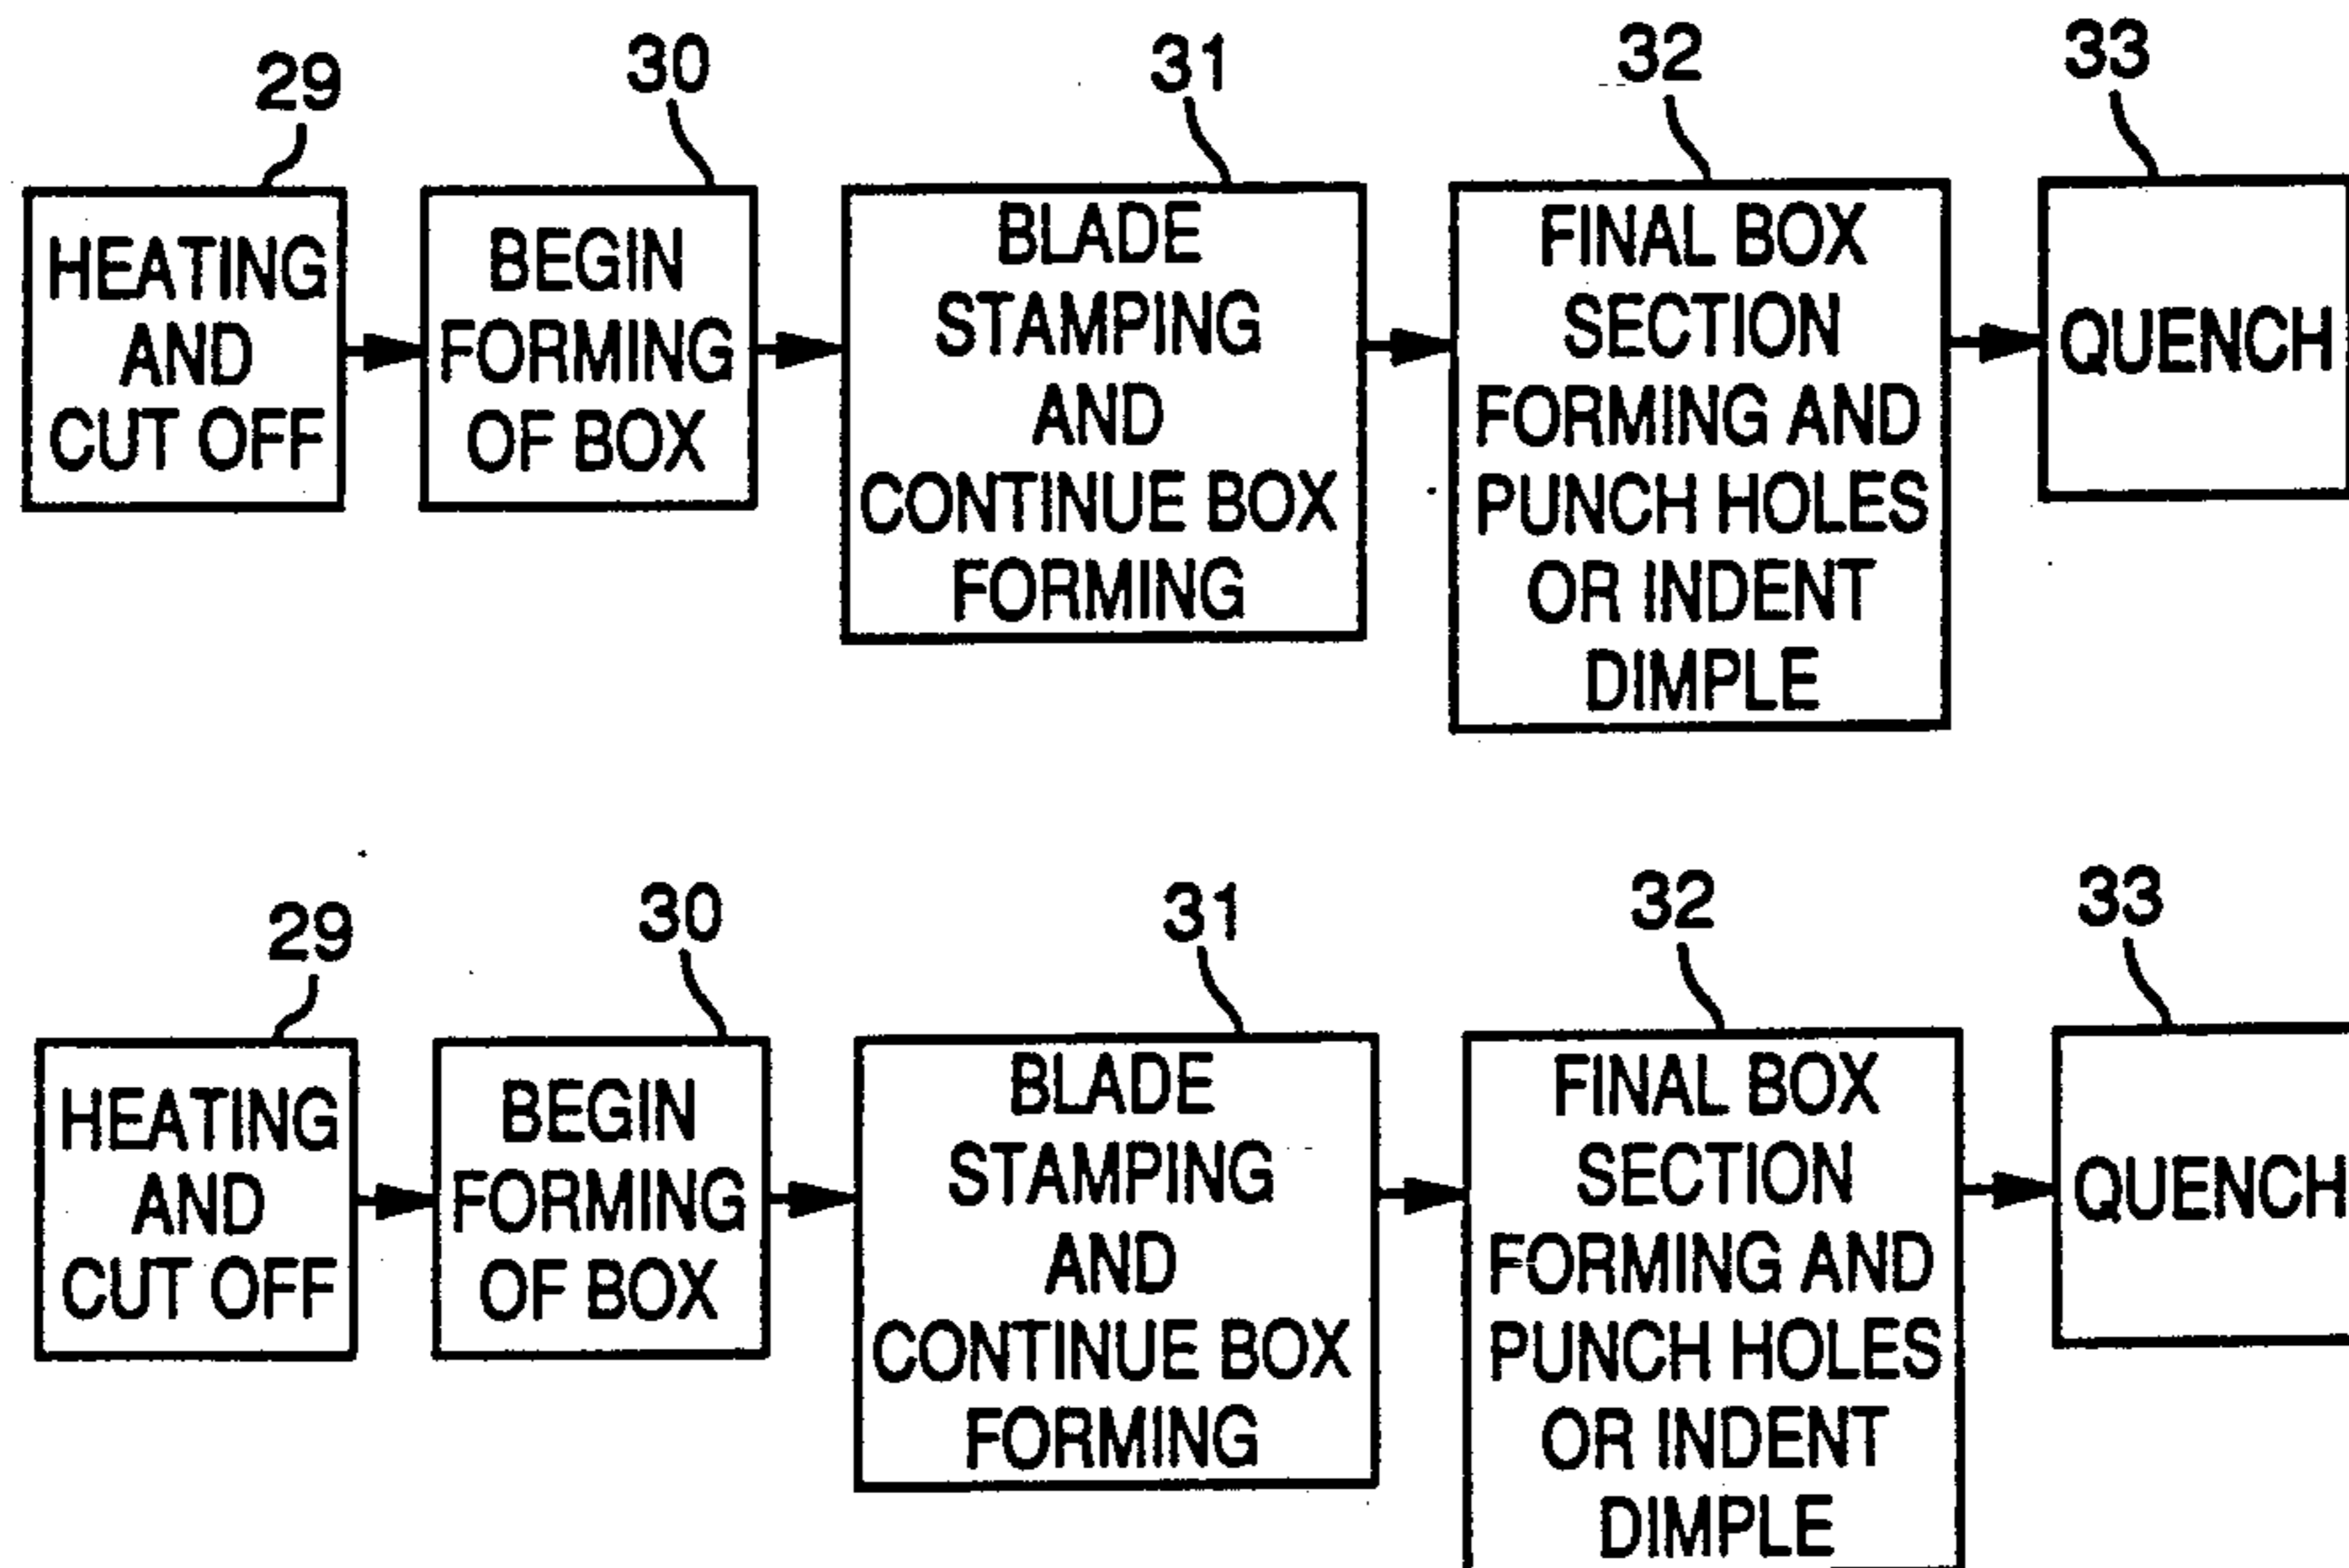 29
30
31
32
33
HEATING
AND
CUT OFF
BEGIN
FORMING
OF BOX
BLADE
STAMPING
AND
CONTINUE BOX
FORMING
FINAL BOX
SECTION
FORMING AND
PUNCH HOLES
OR INDENT
DIMPLE
QUENCH
29
30
31
32
33
HEATING
AND
CUT OFF
BEGIN
FORMING
OF BOX
BLADE
STAMPING
AND
CONTINUE BOX
FORMING
FINAL BOX
SECTION
FORMING AND
PUNCH HOLES
OR INDENT
DIMPLE
QUENCH